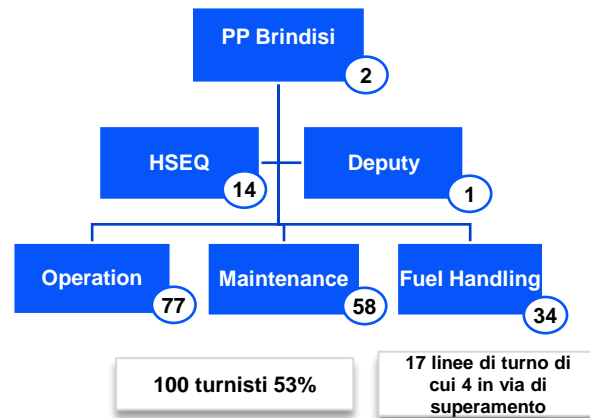 PP Brindisi
2
HSEQ
14
Deputy
1
Operation
77
Maintenance
58
Fuel Handling
34
100 turnisti 53%
17 linee di turno di
cui 4 in via di
superamento